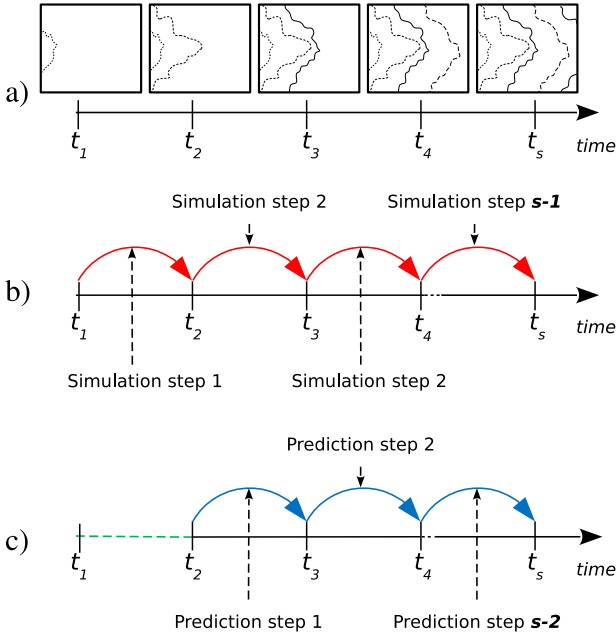 a)
t1 t2 t3 t4 ts time
Simulation step 2 Simulation step s-1
b)
t1 t2 t3 t4 ts time
Simulation step 1 Simulation step 2
Prediction step 2
c)
t1 t2 t3 t4 ts time
Prediction step 1 Prediction step s-2